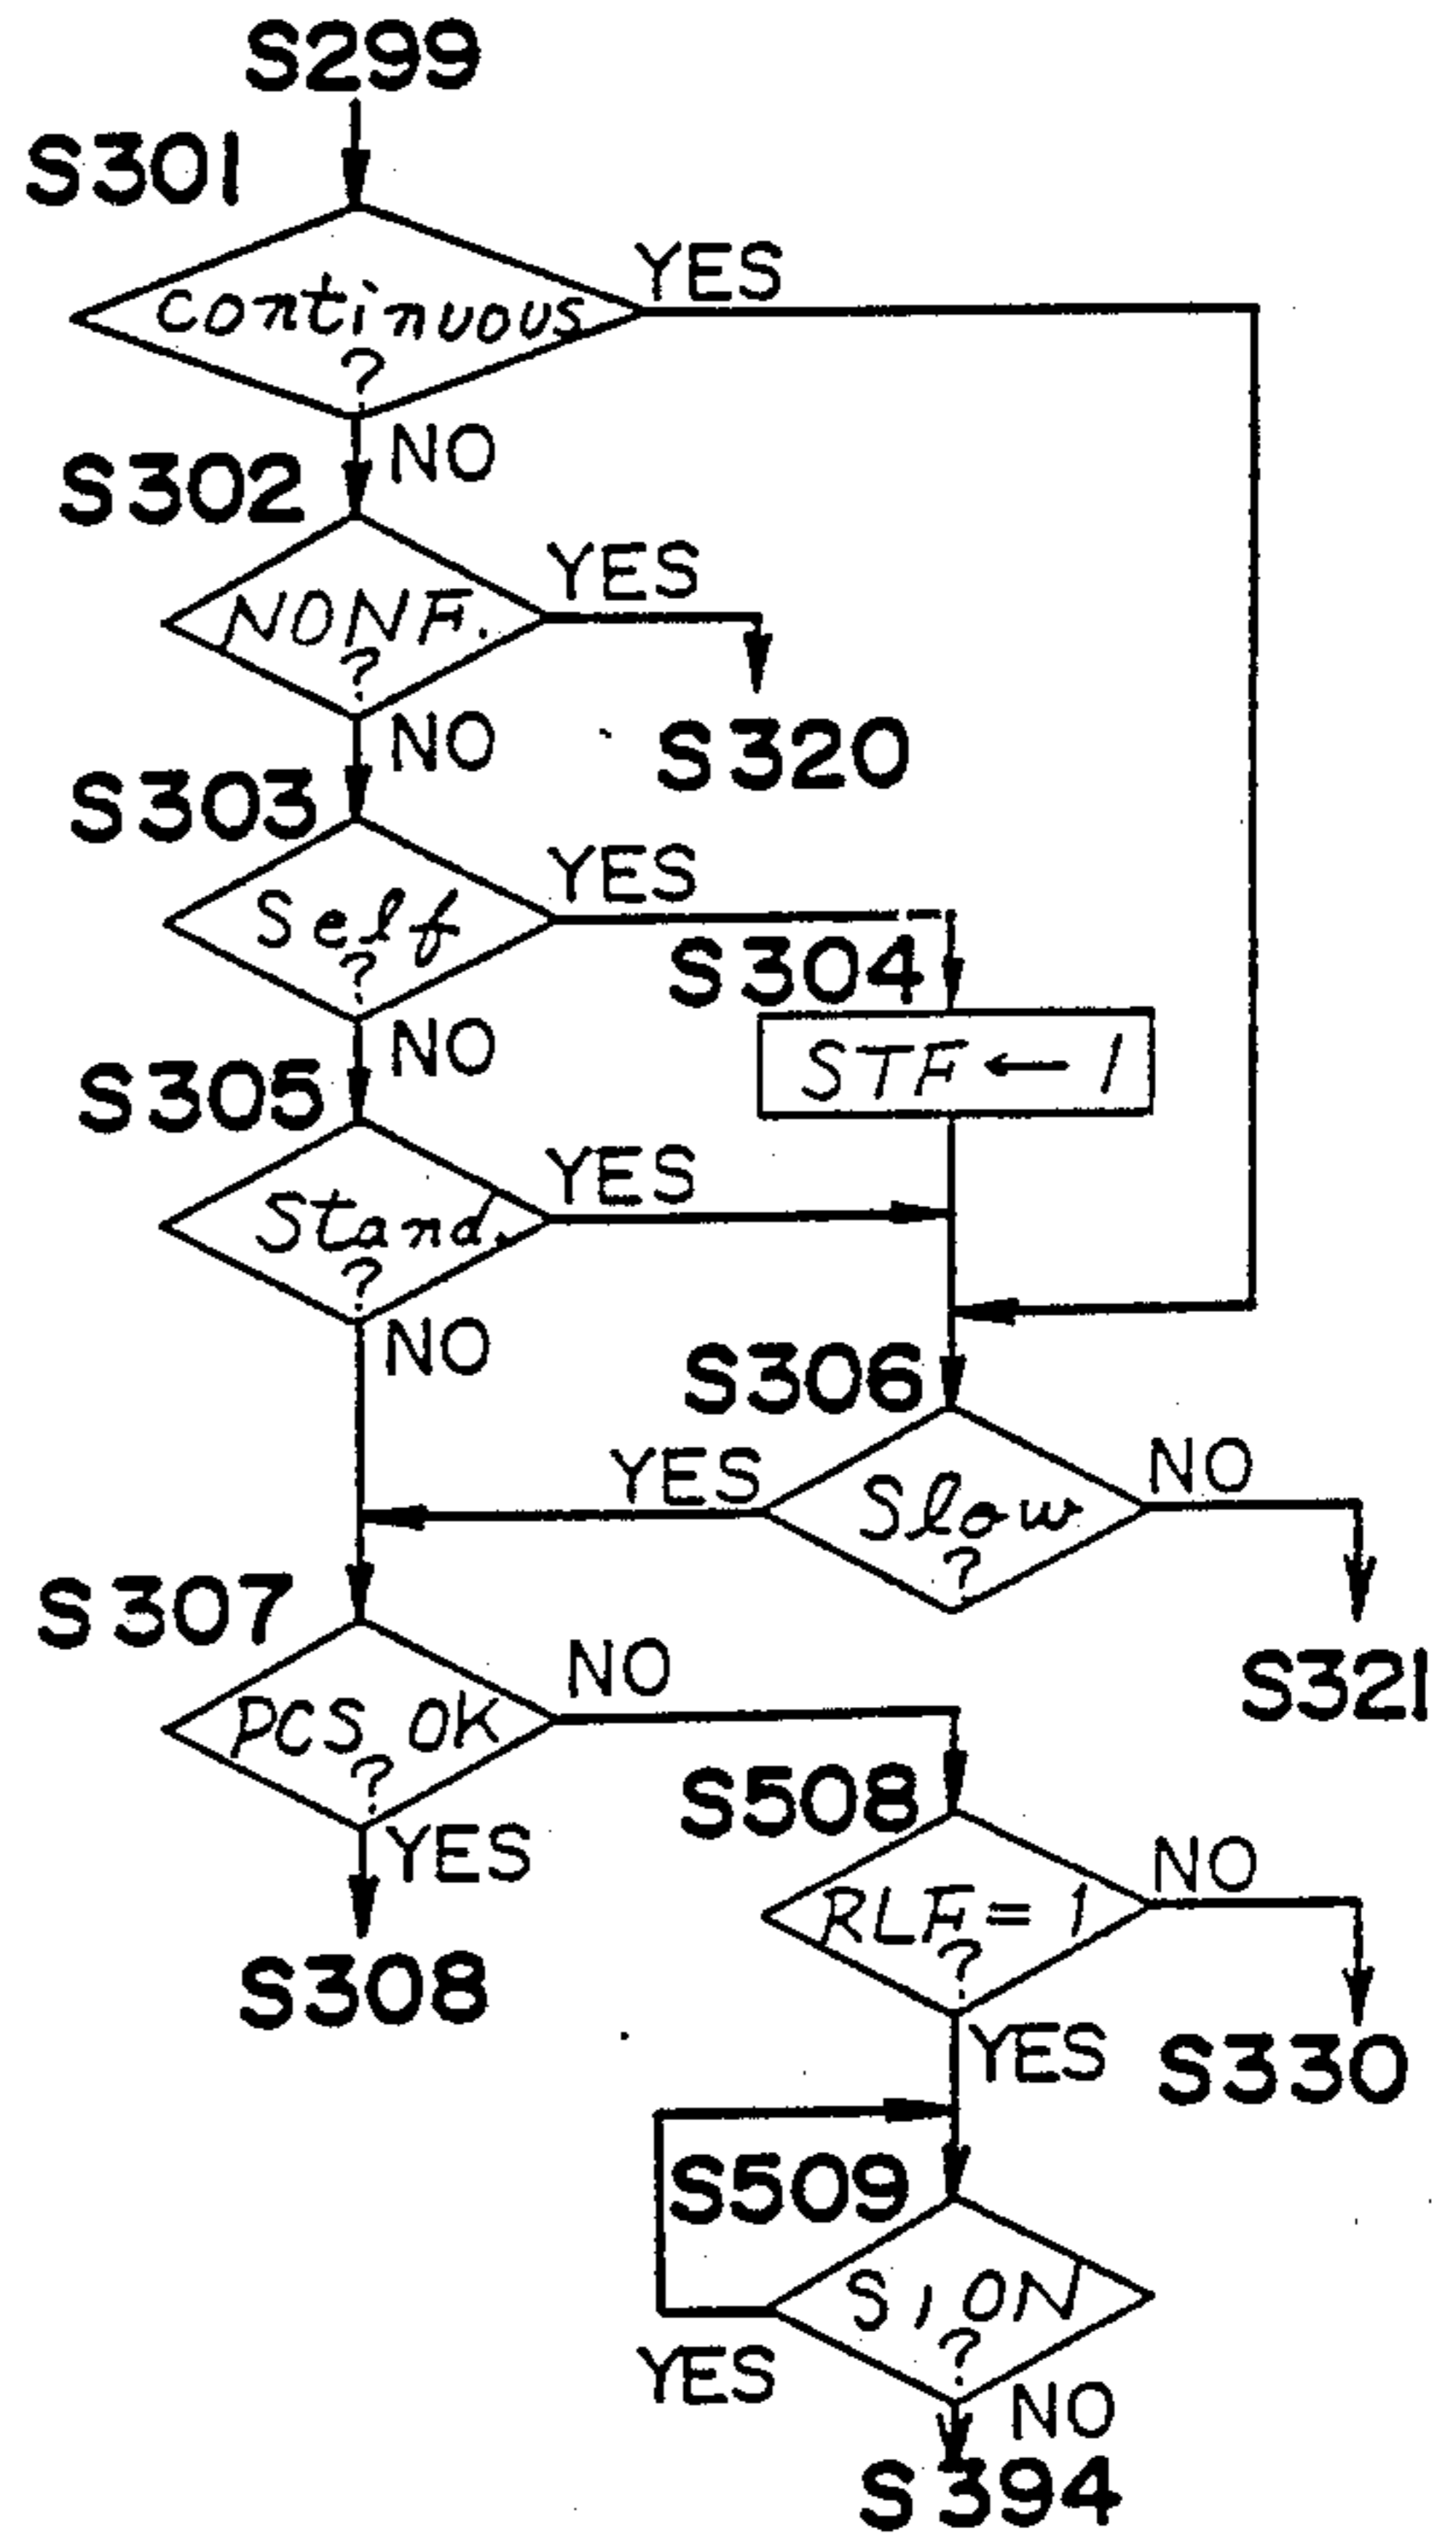 S299
S301
Continuous
?
YES
NO
S302
NONF.
?
YES
NO
S320
S303
Self
?
YES
NO
S304
STF ← 1
S305
Stand.
?
YES
NO
S306
Slow
?
YES
NO
S321
S307
PCS OK
?
NO
YES
S308
S508
RLF=1
?
NO
YES
S330
S509
S1 ON
?
YES
NO
S394